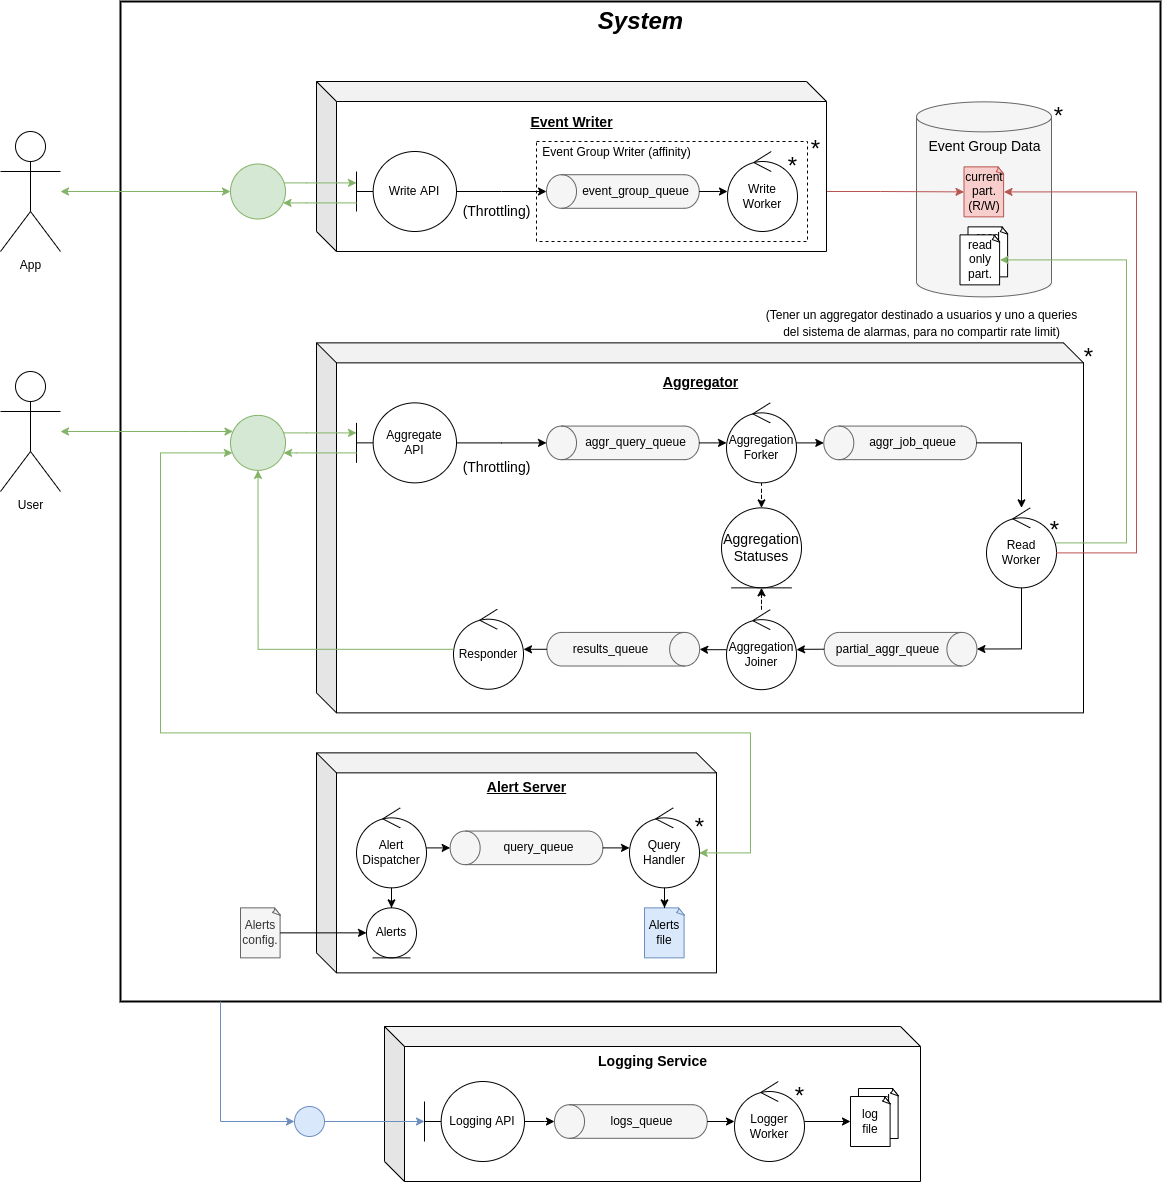 System
Event Writer
*
Event Group Writer (affinity)
*
Write API
event_group_queue
Write
Worker
(Throttling)
App
*
Event Group Data
current
part.
(R/W)
read
only
part.
(Tener un aggregator destinado a usuarios y uno a queries
del sistema de alarmas, para no compartir rate limit)
*
Aggregator
Aggregate
API
(Throttling)
aggr_query_queue
Aggregation
Forker
aggr_job_queue
User
Aggregation
Statuses
*
Read
Worker
Responder
results_queue
Aggregation
Joiner
partial_aggr_queue
Alert Server
Alert
Dispatcher
query_queue
*
Query
Handler
Alerts
config.
Alerts
Alerts
file
Logging Service
Logging API
logs_queue
*
Logger
Worker
log
file